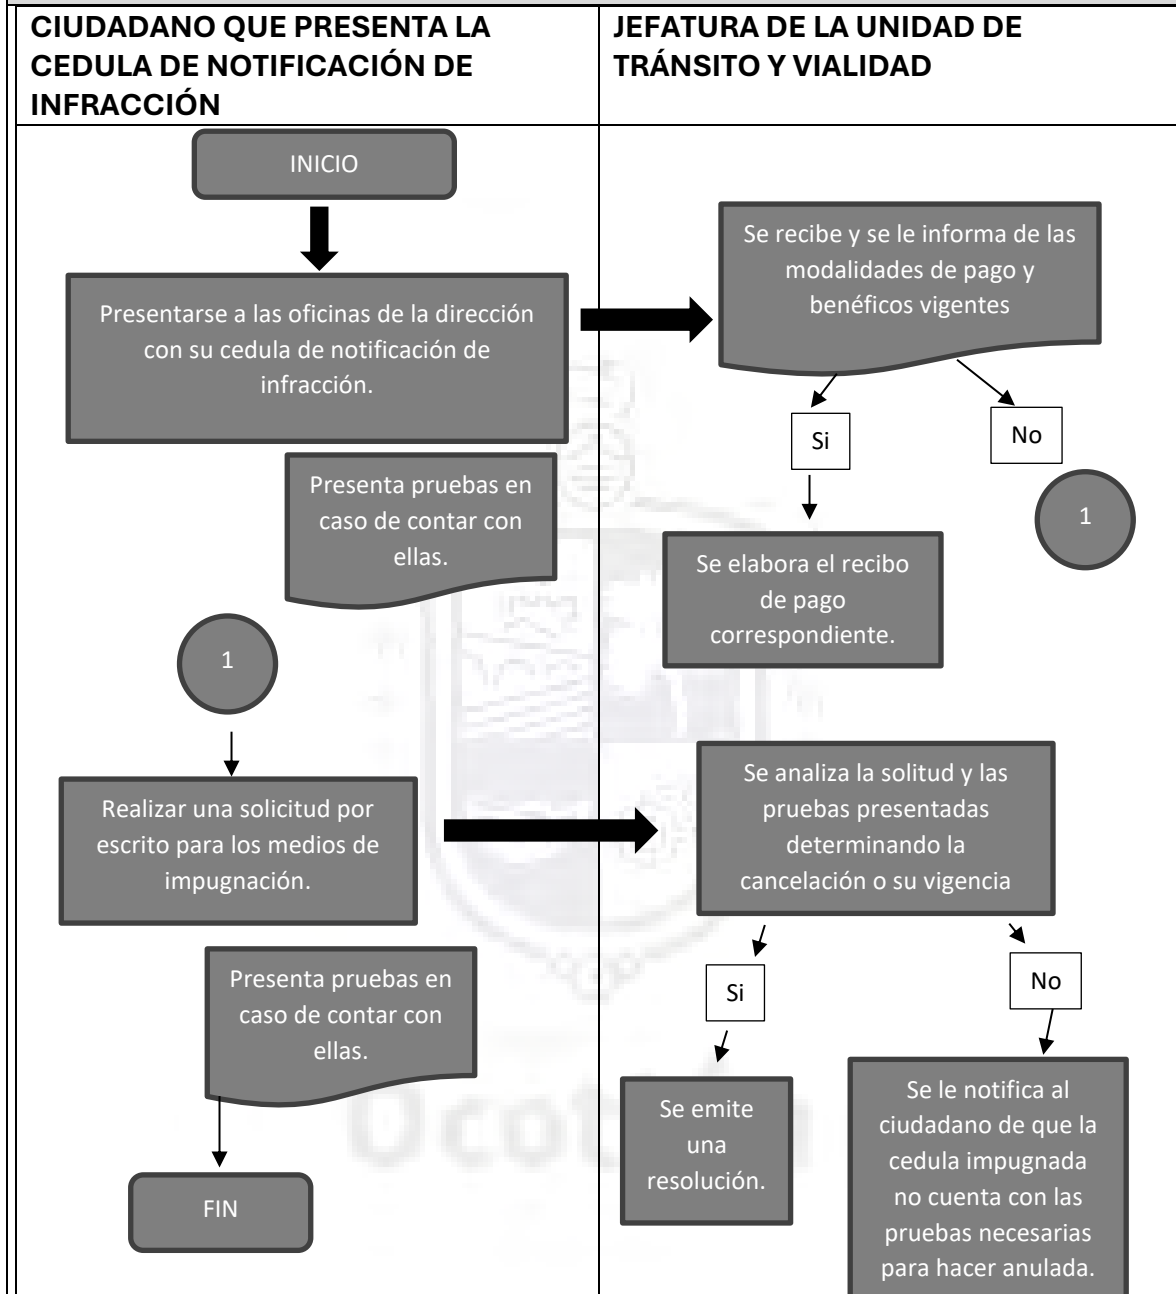 CIUDADANO QUE PRESENTA LA
CEDULA DE NOTIFICACIÓN DE
INFRACCIÓN
JEFATURA DE LA UNIDAD DE
TRÁNSITO Y VIALIDAD
INICIO
Se recibe y se le informa de las
modalidades de pago y
benéficos vigentes
Presentarse a las oficinas de la dirección
con su cedula de notificación de
infracción.
Si
No
Presenta pruebas en
caso de contar con
ellas.
1
Se elabora el recibo
de pago
correspondiente.
1
Realizar una solicitud por
escrito para los medios de
impugnación.
Se analiza la solitud y las
pruebas presentadas
determinando la
cancelación o su vigencia
Presenta pruebas en
caso de contar con
ellas.
Si
No
Se emite
una
resolución.
Se le notifica al
ciudadano de que la
cedula impugnada
no cuenta con las
pruebas necesarias
para hacer anulada.
FIN